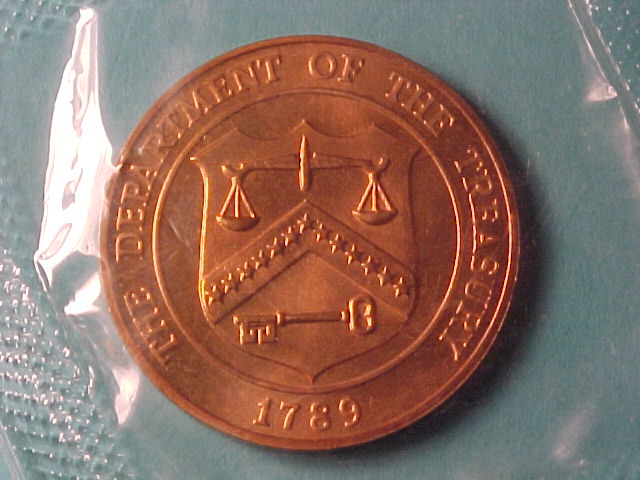 THE DEPARTMENT OF THE TREASURY
1789